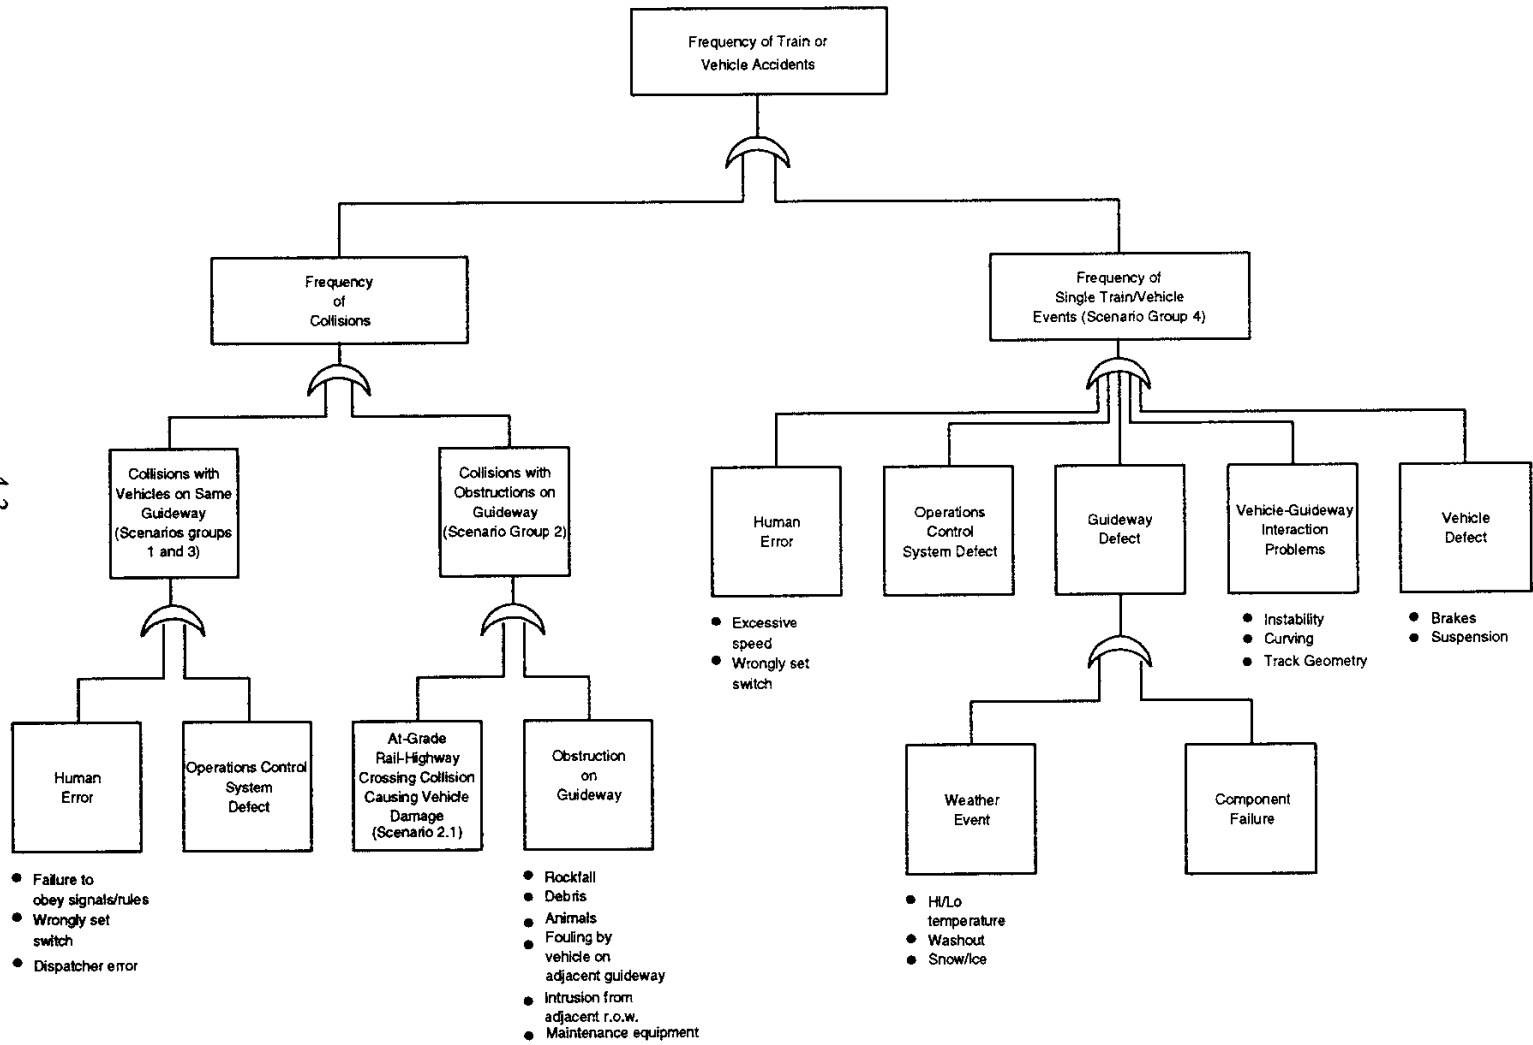 Frequency of Train or
Vehicle Accidents
Frequency
of
Collisions
Frequency of
Single Train/Vehicle
Events (Scenario Group 4)
Collisions with
Vehicles on Same
Guideway
(Scenarios groups
1 and 3)
Collisions with
Obstructions on
Guideway
(Scenario Group 2)
Human
Error
Operations
Control
System Defect
Guideway
Defect
Vehicle-Guideway
Interaction
Problems
Vehicle
Defect
● Excessive
speed
● Wrongly set
switch
● Instability
● Curving
● Track Geometry
● Brakes
● Suspension
Human
Error
Operations Control
System
Defect
At-Grade
Rail-Highway
Crossing Collision
Causing Vehicle
Damage
(Scenario 2.1)
Obstruction
on
Guideway
Weather
Event
Component
Failure
● Failure to
obey signals/rules
● Wrongly set
switch
● Dispatcher error
● Rockfall
● Debris
● Animals
● Fouling by
vehicle on
adjacent guideway
● Intrusion from
adjacent r.o.w.
● Maintenance equipment
● Hi/Lo
temperature
● Washout
● Snow/Ice